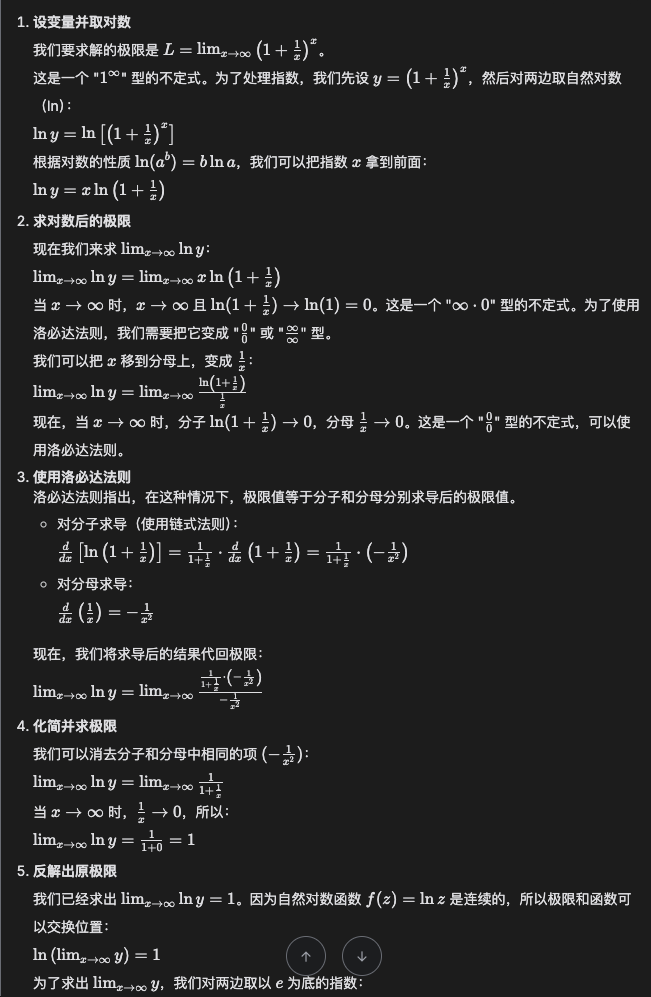 1. 设变量并取对数
我们要求解的极限是 $L = \lim_{x \to \infty} \left(1 + \frac{1}{x}\right)^x$。
这是一个 "$1^\infty$" 型的不定式。为了处理指数，我们先设 $y = \left(1 + \frac{1}{x}\right)^x$，然后对两边取自然对数
（ln）：
$\ln y = \ln \left[\left(1 + \frac{1}{x}\right)^x\right]$
根据对数的性质 $\ln(a^b) = b \ln a$，我们可以把指数 $x$ 拿到前面：
$\ln y = x \ln \left(1 + \frac{1}{x}\right)$
2. 求对数后的极限
现在我们来求 $\lim_{x \to \infty} \ln y$：
$\lim_{x \to \infty} \ln y = \lim_{x \to \infty} x \ln \left(1 + \frac{1}{x}\right)$
当 $x \to \infty$ 时，$x \to \infty$ 且 $\ln(1 + \frac{1}{x}) \to \ln(1) = 0$。这是一个 "$\infty \cdot 0$" 型的不定式。为了使用
洛必达法则，我们需要把它变成 "$\frac{0}{0}$" 或 "$\frac{\infty}{\infty}$" 型。
我们可以把 $x$ 移到分母上，变成 $\frac{1}{x}$：
$\lim_{x \to \infty} \ln y = \lim_{x \to \infty} \frac{\ln\left(1 + \frac{1}{x}\right)}{\frac{1}{x}}$
现在，当 $x \to \infty$ 时，分子 $\ln(1 + \frac{1}{x}) \to 0$，分母 $\frac{1}{x} \to 0$。这是一个 "$\frac{0}{0}$" 型的不定式，可以使
用洛必达法则。
3. 使用洛必达法则
洛必达法则指出，在这种情况下，极限值等于分子和分母分别求导后的极限值。
○ 对分子求导（使用链式法则）：
$\frac{d}{dx} \left[\ln \left(1 + \frac{1}{x}\right)\right] = \frac{1}{1 + \frac{1}{x}} \cdot \frac{d}{dx} \left(1 + \frac{1}{x}\right) = \frac{1}{1 + \frac{1}{x}} \cdot \left(-\frac{1}{x^2}\right)$
○ 对分母求导：
$\frac{d}{dx} \left(\frac{1}{x}\right) = -\frac{1}{x^2}$
现在，我们将求导后的结果代回极限：
$\lim_{x \to \infty} \ln y = \lim_{x \to \infty} \frac{\frac{1}{1 + \frac{1}{x}} \cdot \left(-\frac{1}{x^2}\right)}{-\frac{1}{x^2}}$
4. 化简并求极限
我们可以消去分子和分母中相同的项 $(-\frac{1}{x^2})$：
$\lim_{x \to \infty} \ln y = \lim_{x \to \infty} \frac{1}{1 + \frac{1}{x}}$
当 $x \to \infty$ 时，$\frac{1}{x} \to 0$，所以：
$\lim_{x \to \infty} \ln y = \frac{1}{1+0} = 1$
5. 反解出原极限
我们已经求出 $\lim_{x \to \infty} \ln y = 1$。因为自然对数函数 $f(z) = \ln z$ 是连续的，所以极限和函数可
以交换位置：
$\ln \left(\lim_{x \to \infty} y\right) = 1$
为了求出 $\lim_{x \to \infty} y$，我们对两边取以 $e$ 为底的指数：